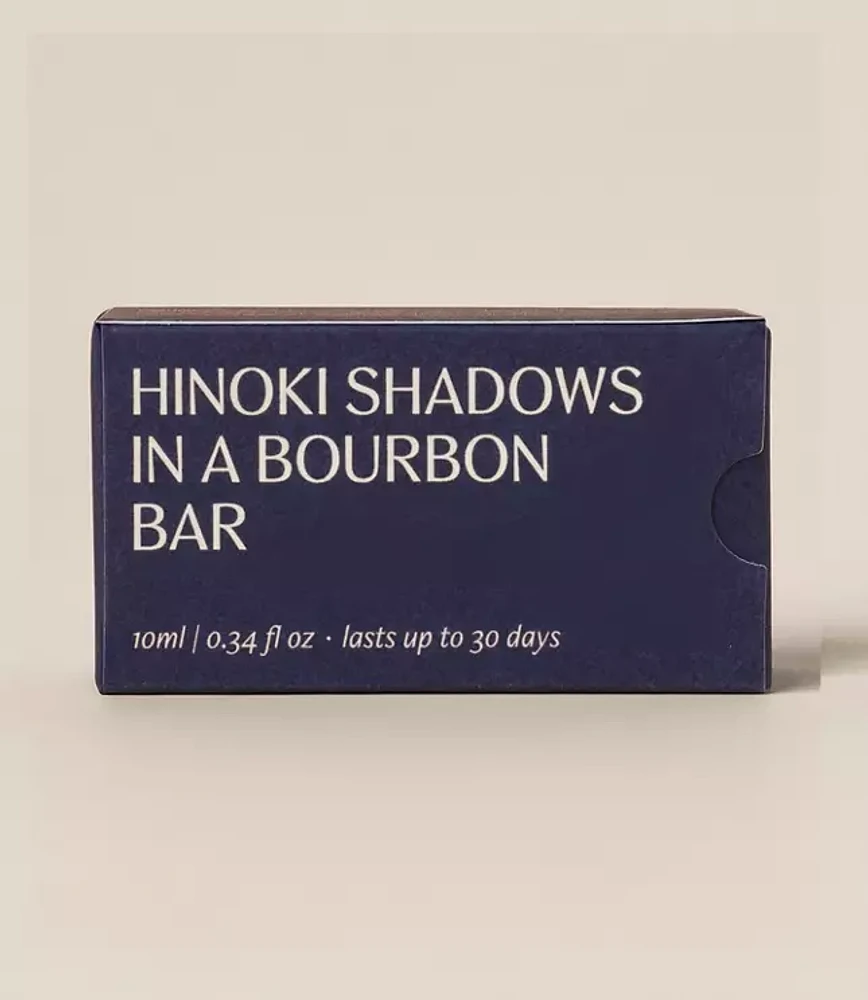 HINOKI SHADOWS
IN A BOURBON
BAR
10ml | 0.34 fl oz · lasts up to 30 days